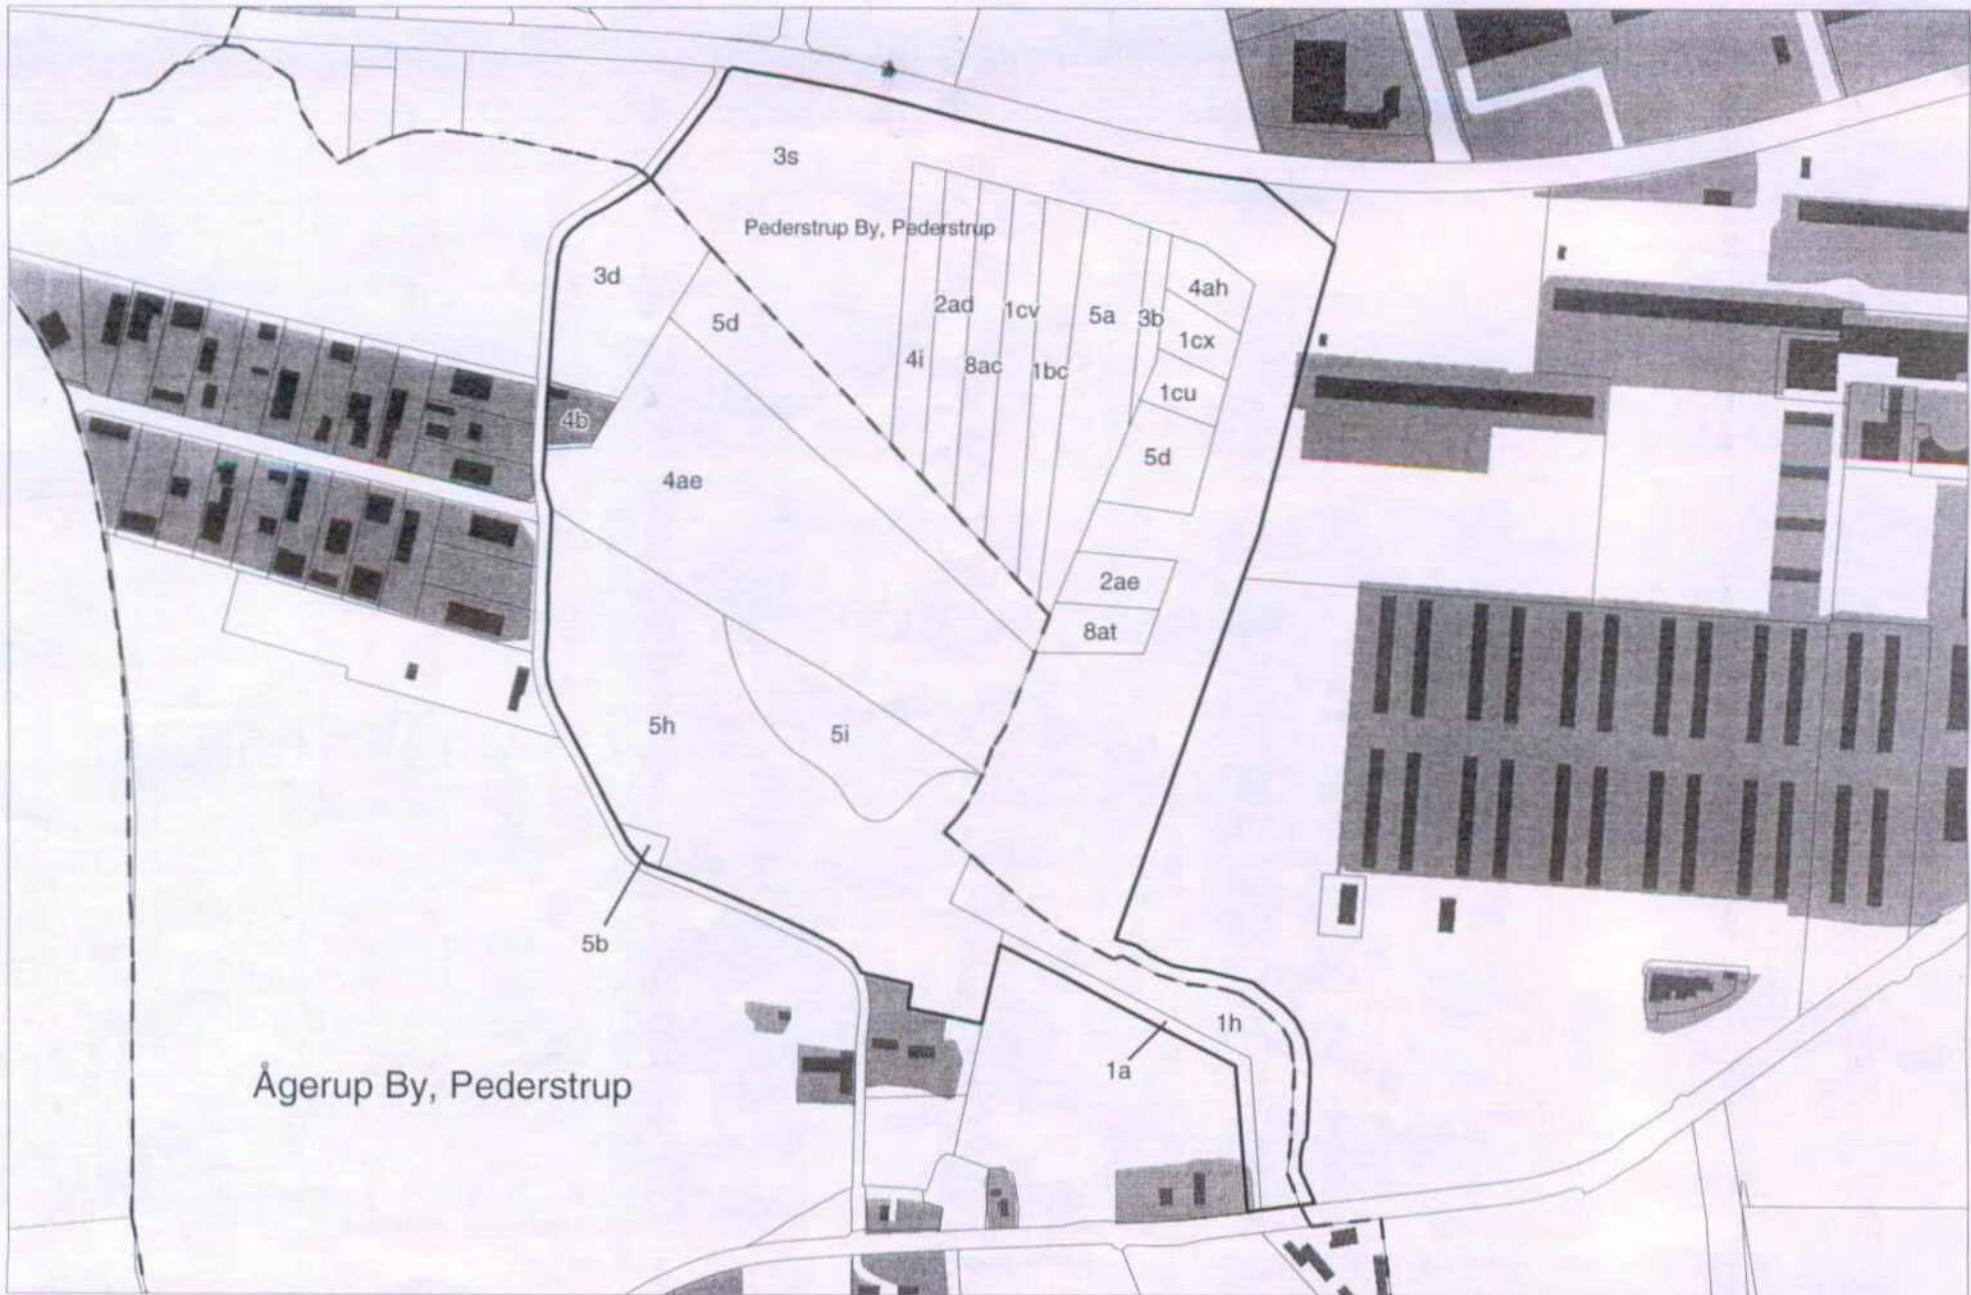 3s
Pederstrup By, Pederstrup
3d
4ah
2ad
1cv
5a
3b
5d
1cx
4i
8ac
1bc
1cu
4b
5d
4ae
2ae
8at
5h
5i
5b
1h
1a
Ågerup By, Pederstrup